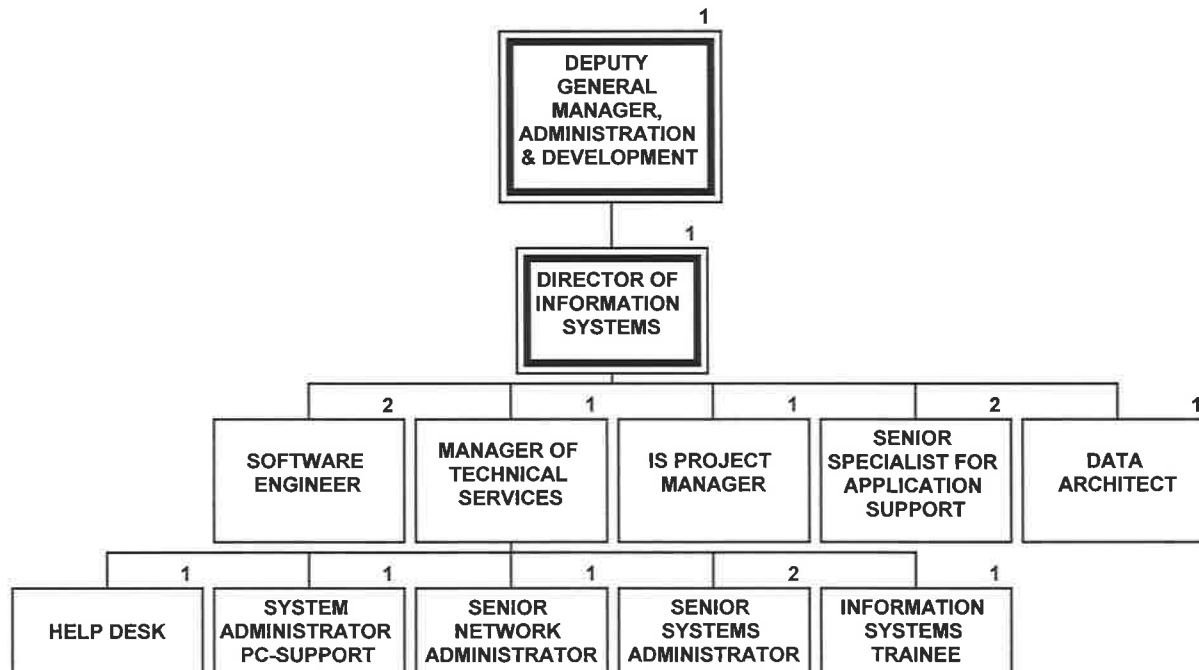 1
DEPUTY
GENERAL
MANAGER,
ADMINISTRATION
& DEVELOPMENT
1
DIRECTOR OF
INFORMATION
SYSTEMS
2
SOFTWARE
ENGINEER
1
MANAGER OF
TECHNICAL
SERVICES
1
IS PROJECT
MANAGER
2
SENIOR
SPECIALIST FOR
APPLICATION
SUPPORT
1
DATA
ARCHITECT
1
HELP DESK
1
SYSTEM
ADMINISTRATOR
PC-SUPPORT
1
SENIOR
NETWORK
ADMINISTRATOR
2
SENIOR
SYSTEMS
ADMINISTRATOR
1
INFORMATION
SYSTEMS
TRAINEE